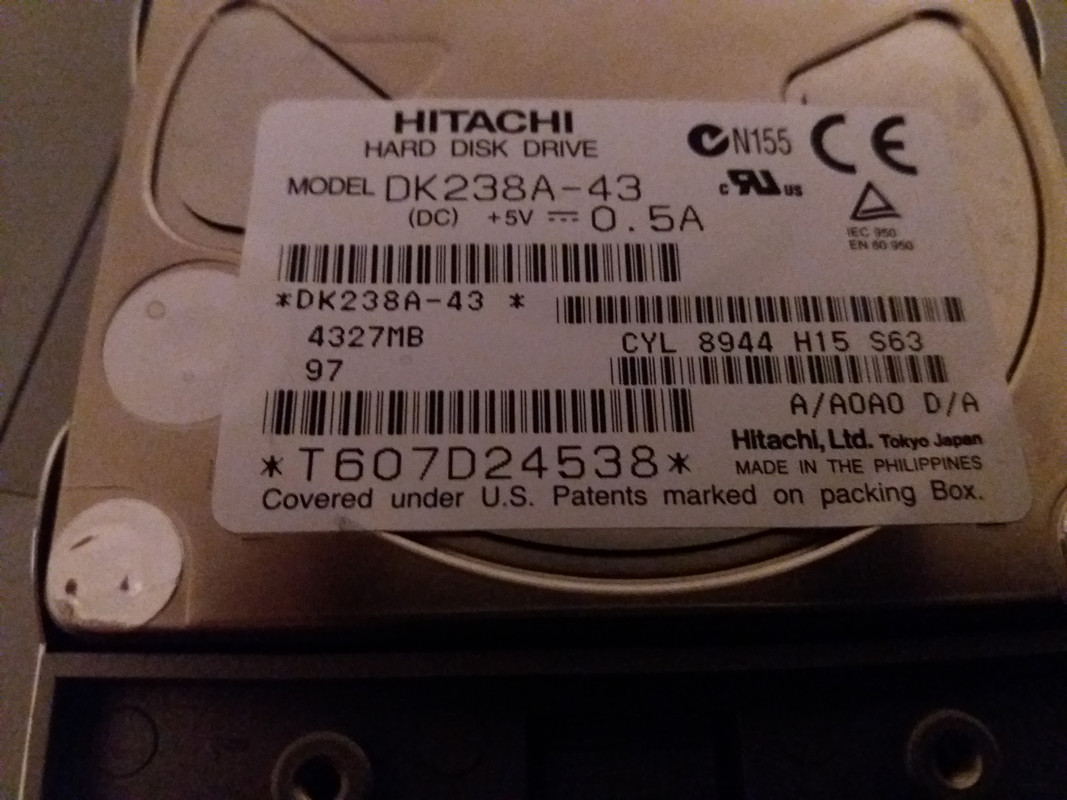 HITACHI
HARD DISK DRIVE
N155
CE
MODEL DK238A-43
c RU us
(DC) +5V ⎓ 0.5A
IEC 950
EN 60 950
*DK238A-43 *
4327MB
CYL 8944 H15 S63
97
A/A0A0 D/A
*T607D24538*
Hitachi, Ltd. Tokyo Japan
MADE IN THE PHILIPPINES
Covered under U.S. Patents marked on packing Box.